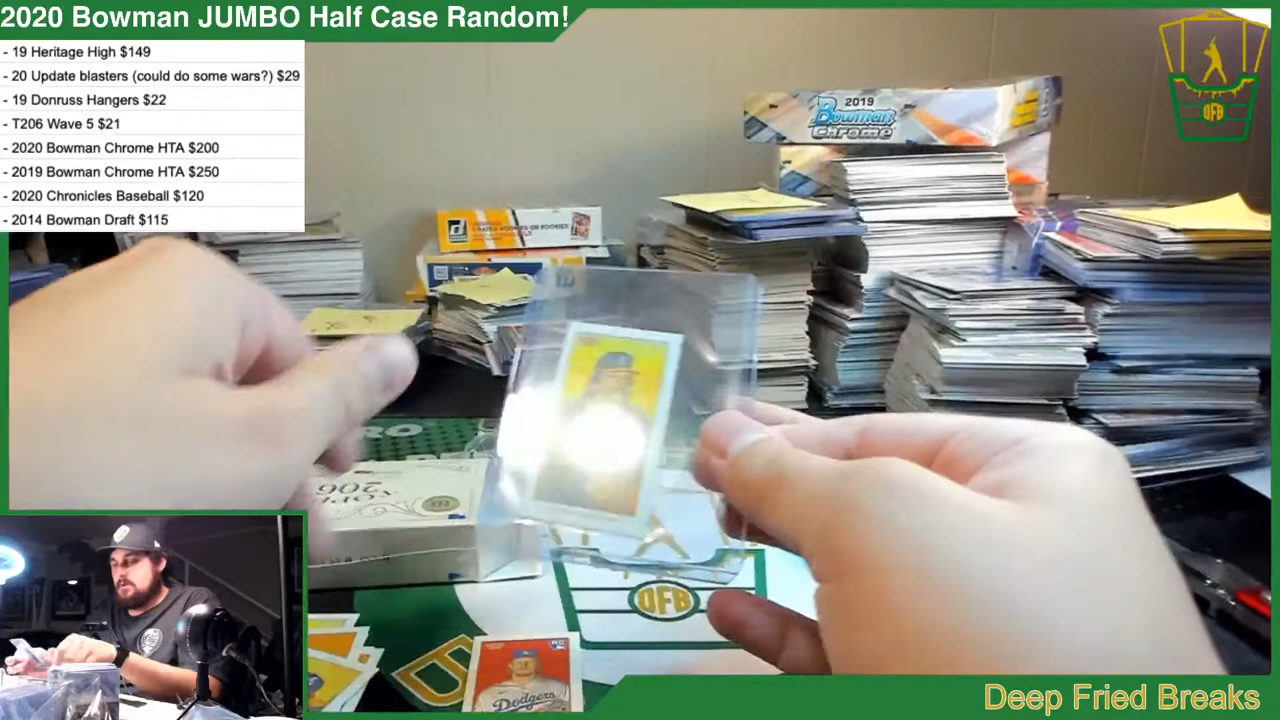 2020 Bowman JUMBO Half Case Random!
- 19 Heritage High $149
- 20 Update blasters (could do some wars?) $29
- 19 Donruss Hangers $22
- T206 Wave 5 $21
- 2020 Bowman Chrome HTA $200
- 2019 Bowman Chrome HTA $250
- 2020 Chronicles Baseball $120
- 2014 Bowman Draft $115
DFB
2019
Bowman
Chrome
206
DFB
RC
Dodgers
Deep Fried Breaks